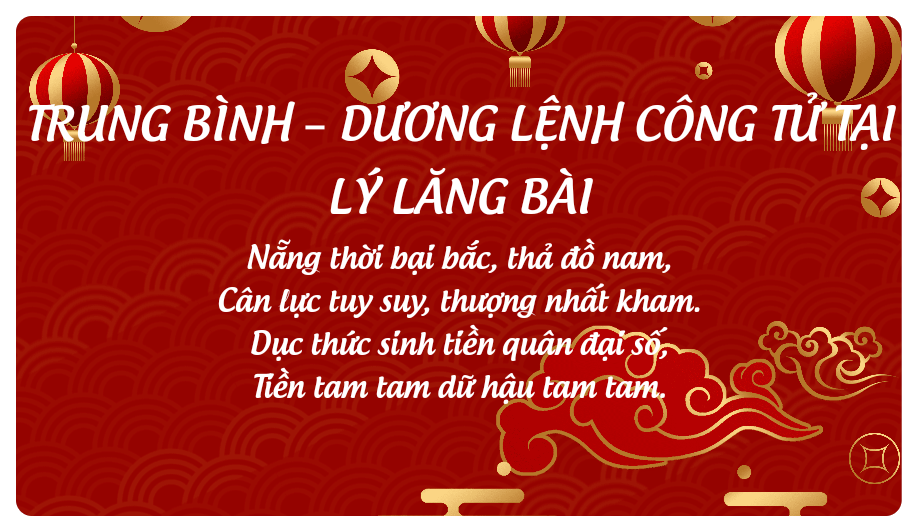 TRUNG BÌNH – DƯƠNG LỆNH CÔNG TỬ TẠI
LÝ LĂNG BÀI
Nẵng thời bại bắc, thả đồ nam,
Cân lực tuy suy, thượng nhất kham.
Dục thức sinh tiền quân đại số,
Tiền tam tam dữ hậu tam tam.